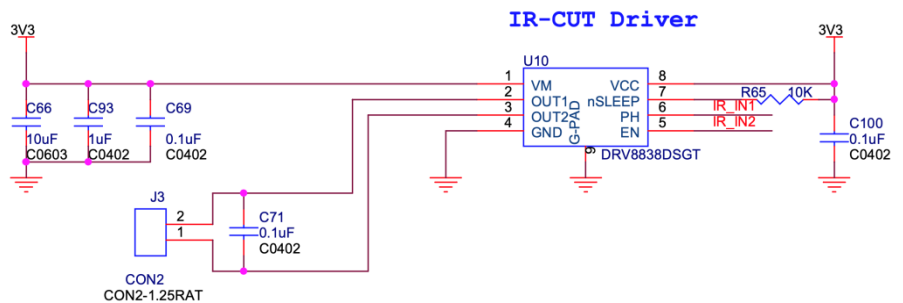 IR-CUT Driver
3V3
3V3
U10
1 VM VCC 8
2 OUT1 nSLEEP 7 R65 10K
3 OUT2 PH 6 IR_IN1
4 GND EN 5 IR_IN2
G-PAD
9
DRV8838DSGT
C66
10uF
C0603
C93
1uF
C0402
C69
0.1uF
C0402
C100
0.1uF
C0402
J3
2
1
C71
0.1uF
C0402
CON2
CON2-1.25RAT